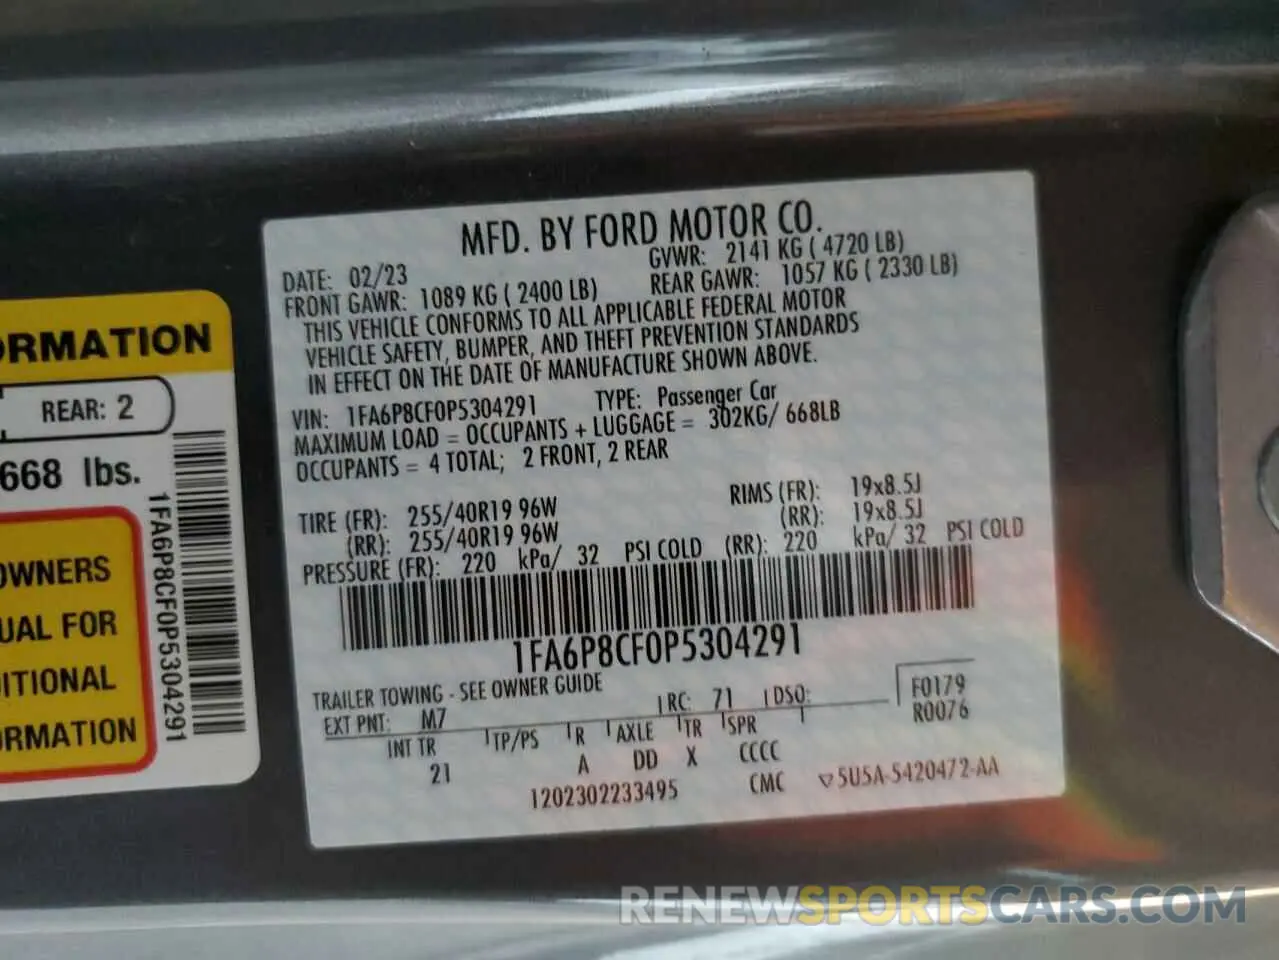 MFD. BY FORD MOTOR CO.
DATE: 02/23 GVWR: 2141 KG ( 4720 LB)
FRONT GAWR: 1089 KG ( 2400 LB) REAR GAWR: 1057 KG ( 2330 LB)
THIS VEHICLE CONFORMS TO ALL APPLICABLE FEDERAL MOTOR
VEHICLE SAFETY, BUMPER, AND THEFT PREVENTION STANDARDS
IN EFFECT ON THE DATE OF MANUFACTURE SHOWN ABOVE.
VIN: 1FA6P8CF0P5304291 TYPE: Passenger Car
MAXIMUM LOAD = OCCUPANTS + LUGGAGE = 302KG/ 668LB
OCCUPANTS = 4 TOTAL; 2 FRONT, 2 REAR
TIRE (FR): 255/40R19 96W RIMS (FR): 19x8.5J
(RR): 255/40R19 96W (RR): 19x8.5J
PRESSURE (FR): 220 kPa/ 32 PSI COLD (RR): 220 kPa/ 32 PSI COLD
1FA6P8CF0P5304291
TRAILER TOWING - SEE OWNER GUIDE
EXT PNT: M7 RC: 71 DSO: F0179
R0076
INT TR TP/PS R AXLE TR SPR
21 A DD X CCCC
1202302233495 CMC 5U5A-5420472-AA
ORMATION
REAR: 2
668 lbs.
1FA6P8CF0P5304291
OWNERS
UAL FOR
DITIONAL
ORMATION
RENEWSPORTSCARS.COM